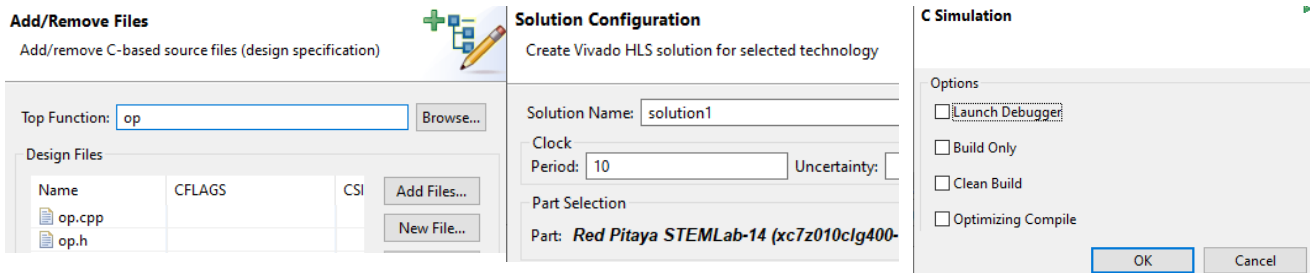 Add/Remove Files
Add/remove C-based source files (design specification)
Top Function: op Browse...
Design Files
Name CFLAGS CSI Add Files...
op.cpp
op.h New File...
Solution Configuration
Create Vivado HLS solution for selected technology
Solution Name: solution1
Clock
Period: 10 Uncertainty:
Part Selection
Part: Red Pitaya STEMLab-14 (xc7z010clg400-
C Simulation
Options
Launch Debugger
Build Only
Clean Build
Optimizing Compile
OK Cancel